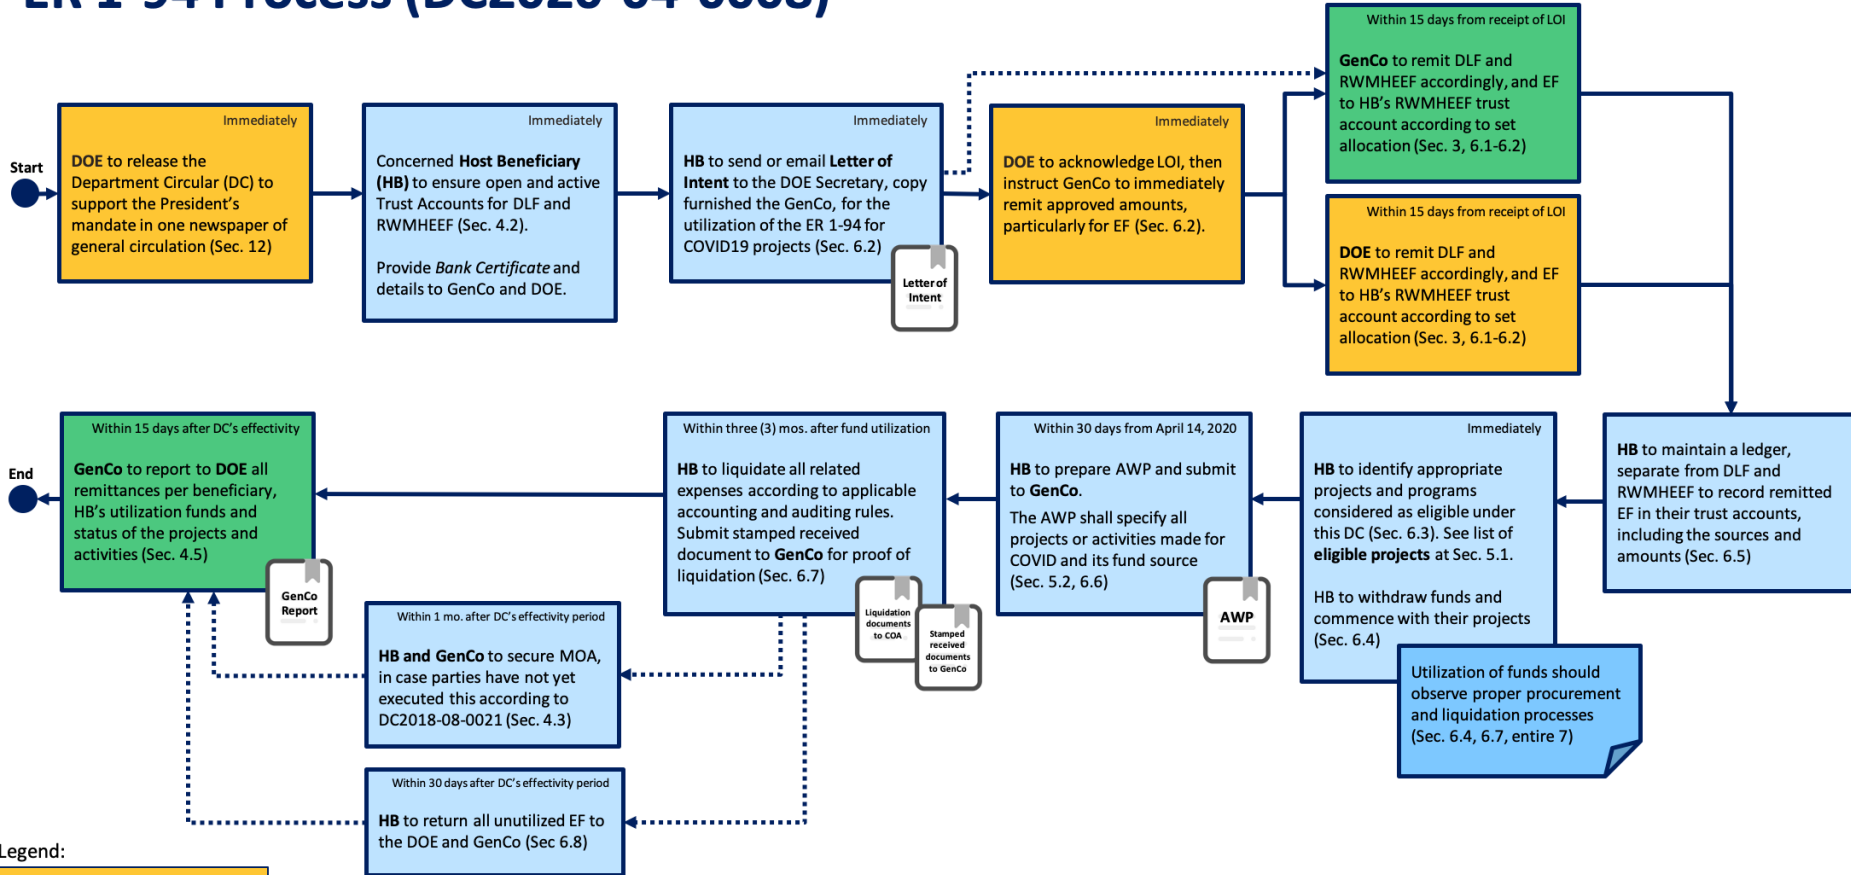 ER 1-94 Process (DC2020-04-0008)
Start
Immediately
DOE to release the
Department Circular (DC) to
support the President's
mandate in one newspaper of
general circulation (Sec. 12)
Immediately
Concerned Host Beneficiary
(HB) to ensure open and active
Trust Accounts for DLF and
RWMHEEF (Sec. 4.2).
Provide Bank Certificate and
details to GenCo and DOE.
Immediately
HB to send or email Letter of
Intent to the DOE Secretary, copy
furnished the GenCo, for the
utilization of the ER 1-94 for
COVID19 projects (Sec. 6.2)
Letter of
Intent
Immediately
DOE to acknowledge LOI, then
instruct GenCo to immediately
remit approved amounts,
particularly for EF (Sec. 6.2).
Within 15 days from receipt of LOI
GenCo to remit DLF and
RWMHEEF accordingly, and EF
to HB's RWMHEEF trust
account according to set
allocation (Sec. 3, 6.1-6.2)
Within 15 days from receipt of LOI
DOE to remit DLF and
RWMHEEF accordingly, and EF
to HB's RWMHEEF trust
account according to set
allocation (Sec. 3, 6.1-6.2)
HB to maintain a ledger,
separate from DLF and
RWMHEEF to record remitted
EF in their trust accounts,
including the sources and
amounts (Sec. 6.5)
Immediately
HB to identify appropriate
projects and programs
considered as eligible under
this DC (Sec. 6.3). See list of
eligible projects at Sec. 5.1.
HB to withdraw funds and
commence with their projects
(Sec. 6.4)
Utilization of funds should
observe proper procurement
and liquidation processes
(Sec. 6.4, 6.7, entire 7)
Within 30 days from April 14, 2020
HB to prepare AWP and submit
to GenCo.
The AWP shall specify all
projects or activities made for
COVID and its fund source
(Sec. 5.2, 6.6)
AWP
Within three (3) mos. after fund utilization
HB to liquidate all related
expenses according to applicable
accounting and auditing rules.
Submit stamped received
document to GenCo for proof of
liquidation (Sec. 6.7)
Liquidation
documents
to COA
Stamped
received
documents
to GenCo
Within 1 mo. after DC's effectivity period
HB and GenCo to secure MOA,
in case parties have not yet
executed this according to
DC2018-08-0021 (Sec. 4.3)
Within 30 days after DC's effectivity period
HB to return all unutilized EF to
the DOE and GenCo (Sec 6.8)
Within 15 days after DC's effectivity
GenCo to report to DOE all
remittances per beneficiary,
HB's utilization funds and
status of the projects and
activities (Sec. 4.5)
GenCo
Report
End
Legend: